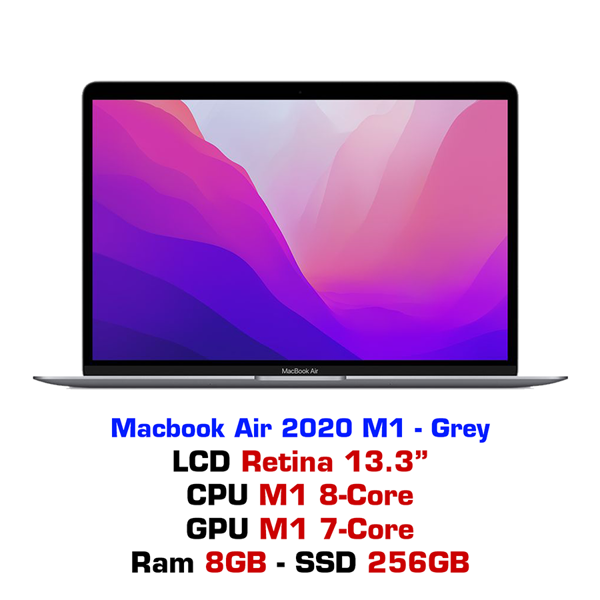 MacBook Air
Macbook Air 2020 M1 - Grey
LCD Retina 13.3”
CPU M1 8-Core
GPU M1 7-Core
Ram 8GB - SSD 256GB